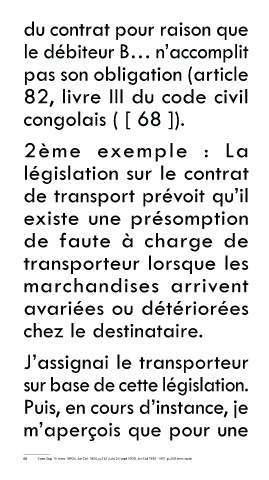 du contrat pour raison que
le débiteur B… n’accomplit
pas son obligation (article
82, livre III du code civil
congolais ( [ 68 ]).
2ème exemple : La
législation sur le contrat
de transport prévoit qu’il
existe une présomption
de faute à charge de
transporteur lorsque les
marchandises arrivent
avariées ou détériorées
chez le destinataire.
J’assignai le transporteur
sur base de cette législation.
Puis, en cours d’instance, je
m’aperçois que pour une